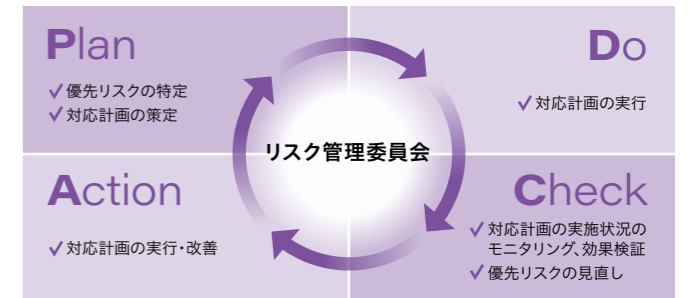 Plan
✓優先リスクの特定
✓対応計画の策定
Do
✓対応計画の実行
リスク管理委員会
Action
✓対応計画の実行・改善
Check
✓対応計画の実施状況の
モニタリング、効果検証
✓優先リスクの見直し